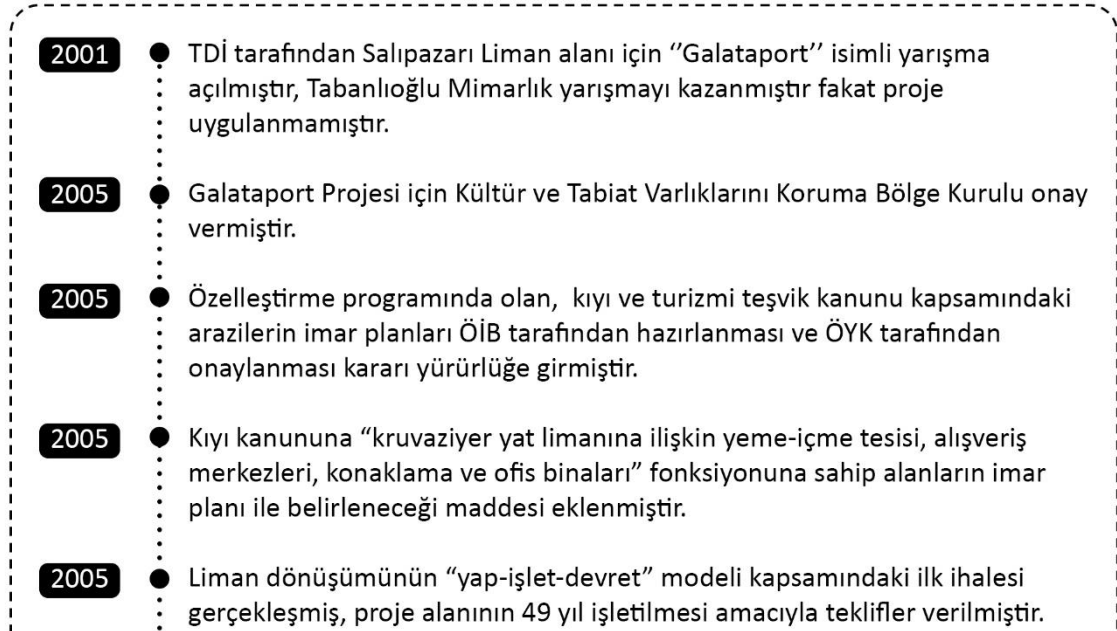 2001 TDİ tarafından Salıpazarı Liman alanı için ‘’Galataport’’ isimli yarışma
açılmıştır, Tabanlıoğlu Mimarlık yarışmayı kazanmıştır fakat proje
uygulanmamıştır.
2005 Galataport Projesi için Kültür ve Tabiat Varlıklarını Koruma Bölge Kurulu onay
vermiştir.
2005 Özelleştirme programında olan, kıyı ve turizmi teşvik kanunu kapsamındaki
arazilerin imar planları ÖİB tarafından hazırlanması ve ÖYK tarafından
onaylanması kararı yürürlüğe girmiştir.
2005 Kıyı kanununa “kruvaziyer yat limanına ilişkin yeme-içme tesisi, alışveriş
merkezleri, konaklama ve ofis binaları” fonksiyonuna sahip alanların imar
planı ile belirleneceği maddesi eklenmiştir.
2005 Liman dönüşümünün “yap-işlet-devret” modeli kapsamındaki ilk ihalesi
gerçekleşmiş, proje alanının 49 yıl işletilmesi amacıyla teklifler verilmiştir.